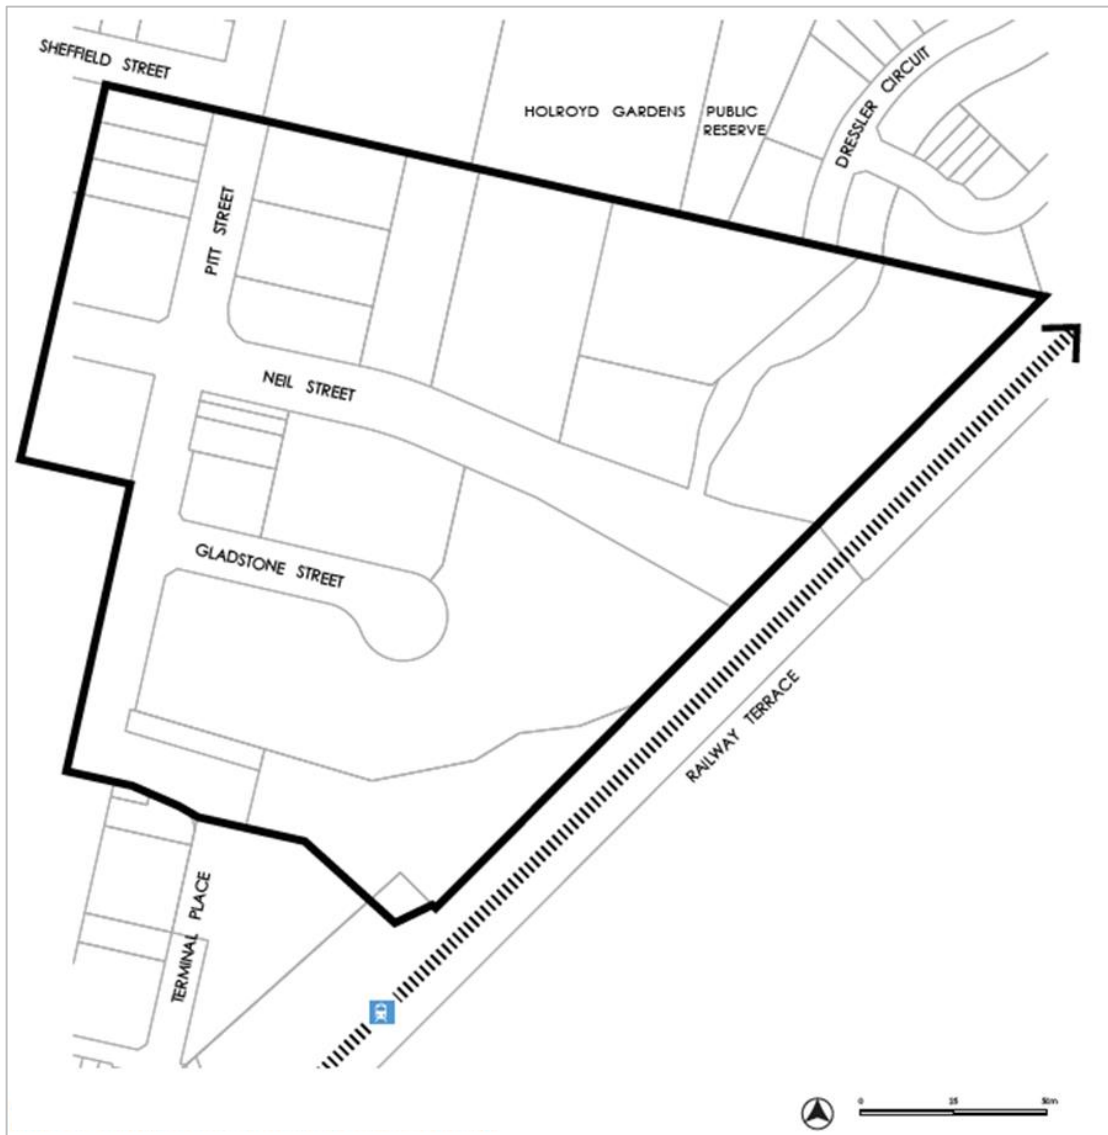 SHEFFIELD STREET
HOLROYD GARDENS PUBLIC
RESERVE
DRESSLER CIRCUIT
PITT STREET
NEIL STREET
GLADSTONE STREET
RAILWAY TERRACE
TERMINAL PLACE
0 25 50m